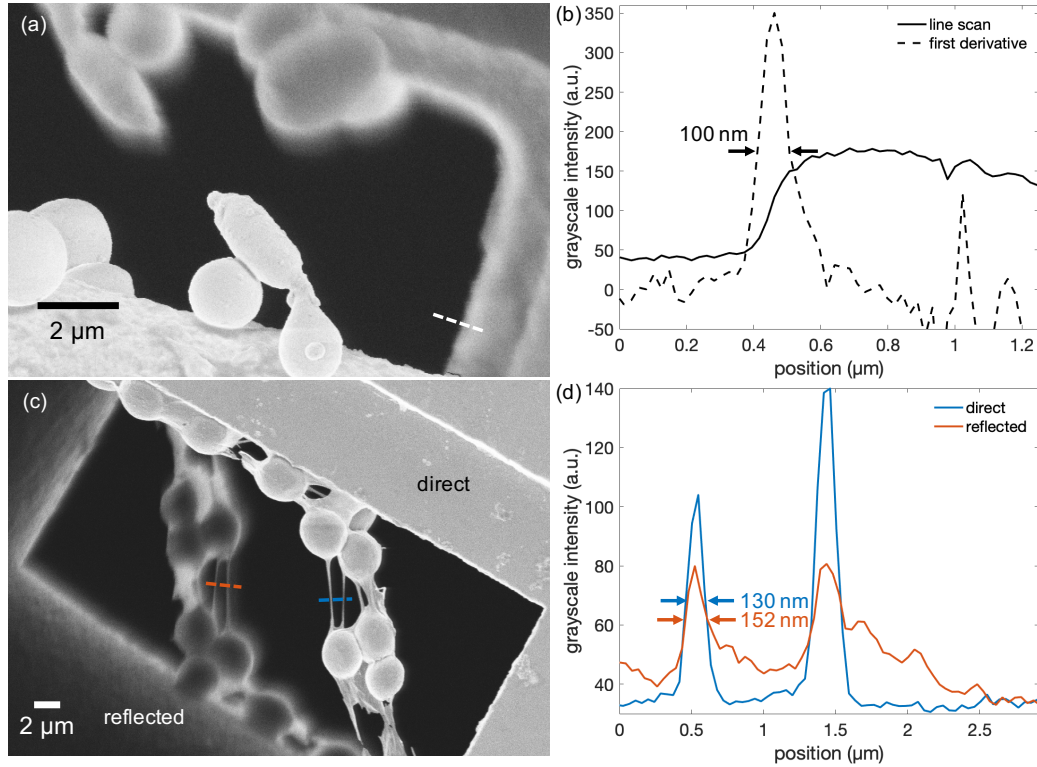 (a)
2 µm
(b)
350
300
250
200
150
100
50
0
-50
grayscale intensity (a.u.)
line scan
first derivative
100 nm
0
0.2
0.4
0.6
0.8
1
1.2
position (µm)
(c)
direct
reflected
2 µm
(d)
140
120
100
80
60
40
grayscale intensity (a.u.)
direct
reflected
130 nm
152 nm
0
0.5
1
1.5
2
2.5
position (µm)